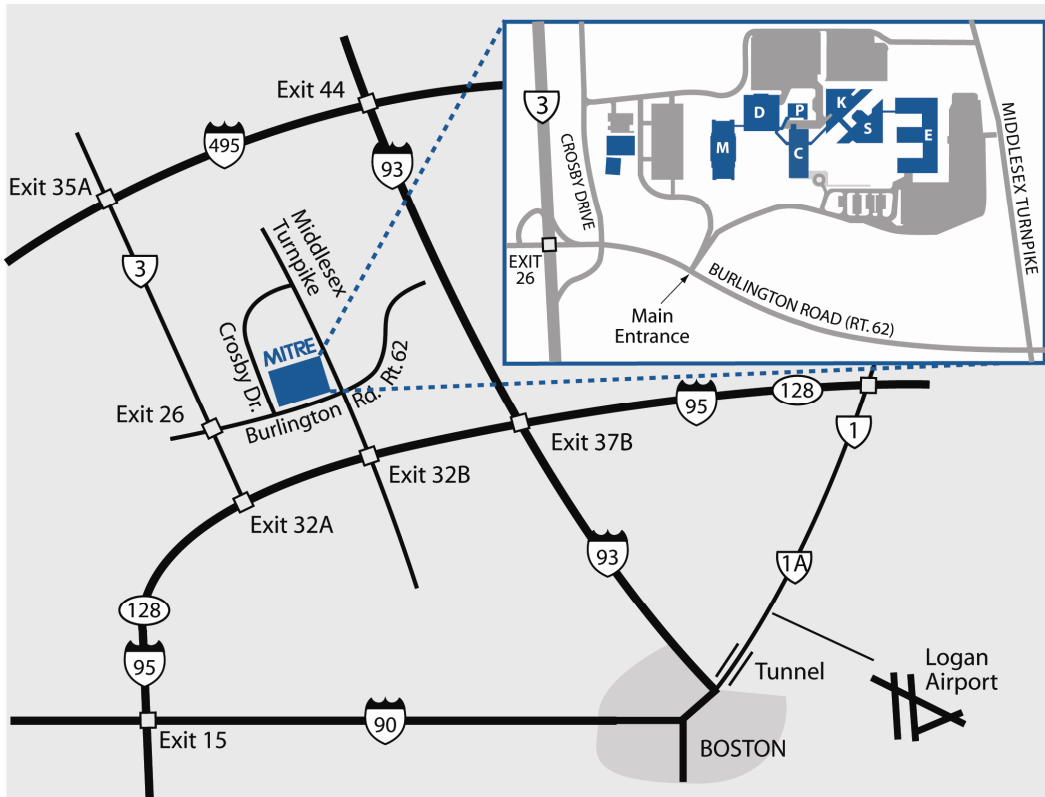 Exit 44
495
93
Exit 35A
3
Middlesex
Turnpike
MITRE
Crosby Dr.
Rt. 62
Exit 26
Burlington
Rd.
Exit 32B
Exit 32A
Exit 37B
95
128
1
1A
93
128
95
Exit 15
90
Tunnel
BOSTON
Logan
Airport
3
CROSBY DRIVE
D
P
K
S
E
M
C
MIDDLESEX TURNPIKE
EXIT
26
BURLINGTON ROAD (RT. 62)
Main
Entrance